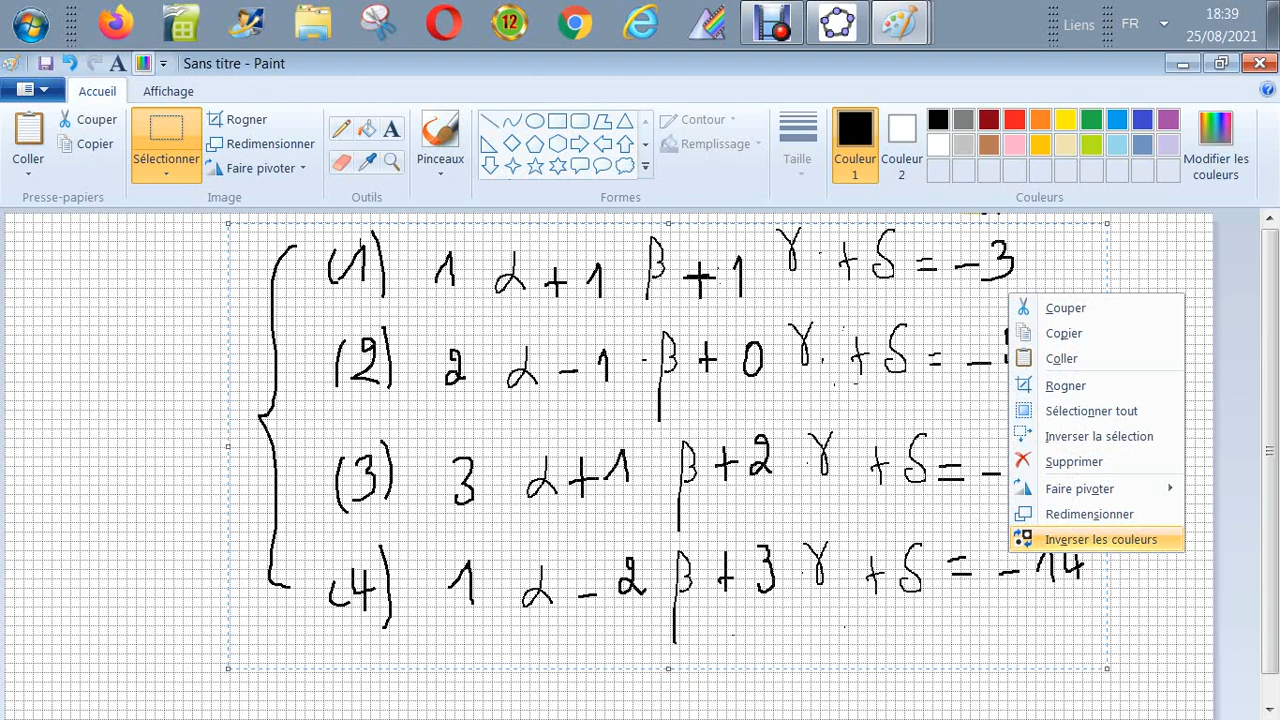 18:39
Liens FR
25/08/2021
Sans titre - Paint
Accueil Affichage
Coller Couper Copier
Sélectionner Rogner Redimensionner Faire pivoter
Pinceaux
Contour Remplissage
Taille
Couleur 1
Couleur 2
Modifier les couleurs
Presse-papiers Image Outils Formes Couleurs
(1) 1 α + 1 β + 1 γ + δ = - 3
(2) 2 α - 1 β + 0 γ + δ = -
(3) 3 α + 1 β + 2 γ + δ = -
(4) 1 α - 2 β + 3 γ + δ = - 14
Couper
Copier
Coller
Rogner
Sélectionner tout
Inverser la sélection
Supprimer
Faire pivoter
Redimensionner
Inverser les couleurs
12